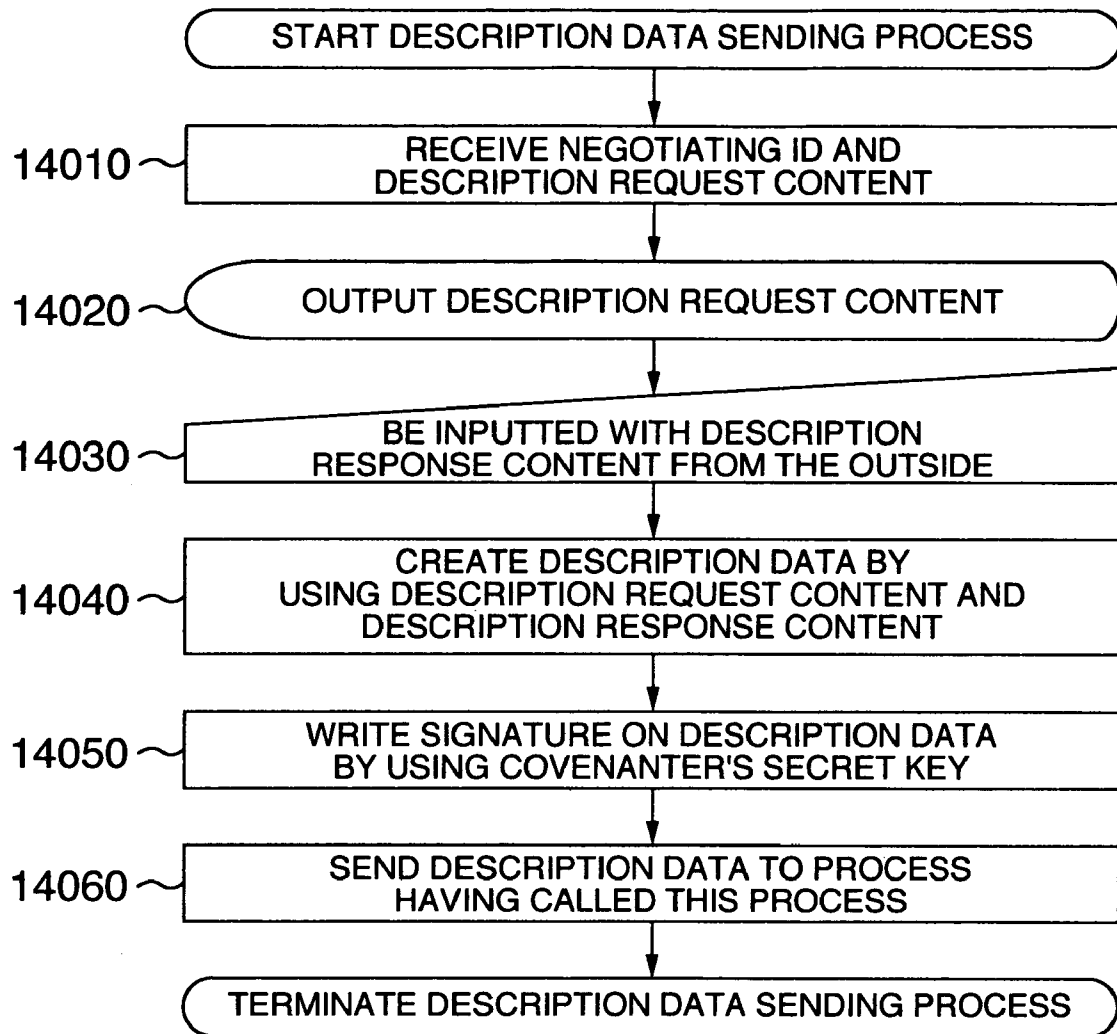 START DESCRIPTION DATA SENDING PROCESS
14010
RECEIVE NEGOTIATING ID AND
DESCRIPTION REQUEST CONTENT
14020
OUTPUT DESCRIPTION REQUEST CONTENT
14030
BE INPUTTED WITH DESCRIPTION
RESPONSE CONTENT FROM THE OUTSIDE
14040
CREATE DESCRIPTION DATA BY
USING DESCRIPTION REQUEST CONTENT AND
DESCRIPTION RESPONSE CONTENT
14050
WRITE SIGNATURE ON DESCRIPTION DATA
BY USING COVENANTER'S SECRET KEY
14060
SEND DESCRIPTION DATA TO PROCESS
HAVING CALLED THIS PROCESS
TERMINATE DESCRIPTION DATA SENDING PROCESS